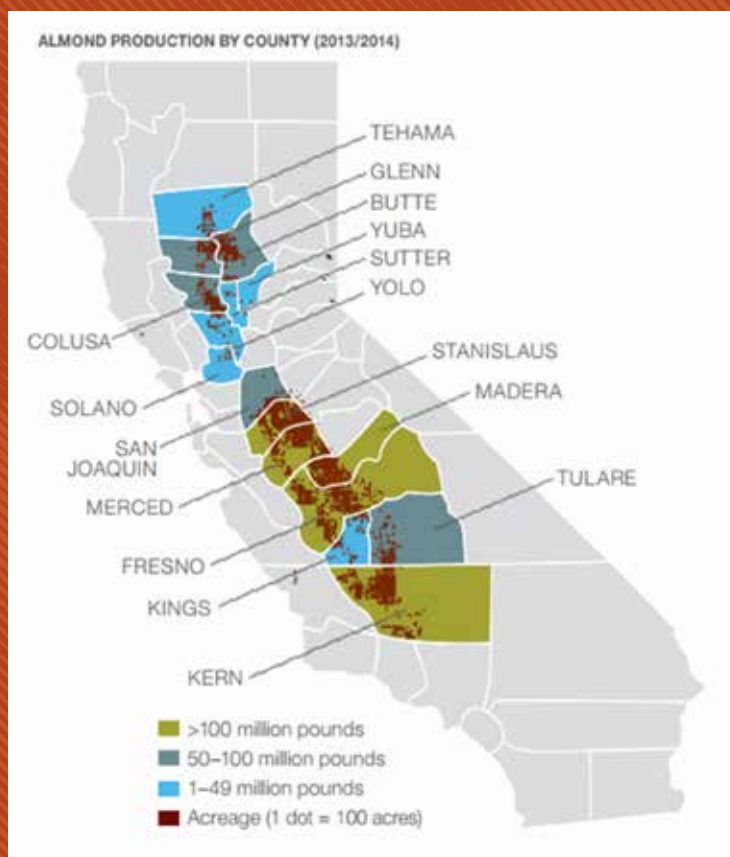 ALMOND PRODUCTION BY COUNTY (2013/2014)
TEHAMA
GLENN
BUTTE
YUBA
SUTTER
YOLO
COLUSA
STANISLAUS
MADERA
SOLANO
SAN
JOAQUIN
MERCED
TULARE
FRESNO
KINGS
KERN
>100 million pounds
50–100 million pounds
1–49 million pounds
Acreage (1 dot = 100 acres)